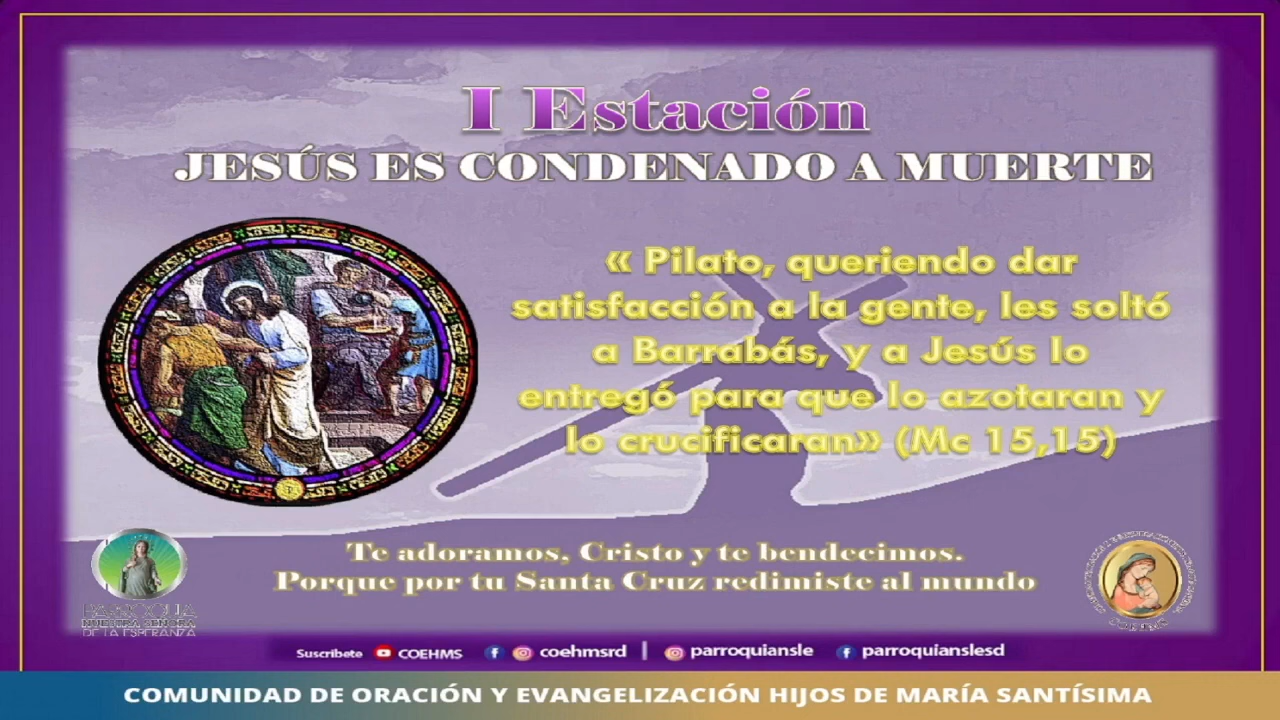 I Estación
JESÚS ES CONDENADO A MUERTE
« Pilato, queriendo dar
satisfacción a la gente, les soltó
a Barrabás, y a Jesús lo
entregó para que lo azotaran y
lo crucificaran» (Mc 15,15)
Te adoramos, Cristo y te bendecimos.
Porque por tu Santa Cruz redimiste al mundo
PARROQUIA
NUESTRA SEÑORA
DE LA ESPERANZA
COEHMS
Suscribete COEHMS coehmsrd | parroquiansle parroquianslesd
COMUNIDAD DE ORACIÓN Y EVANGELIZACIÓN HIJOS DE MARÍA SANTÍSIMA